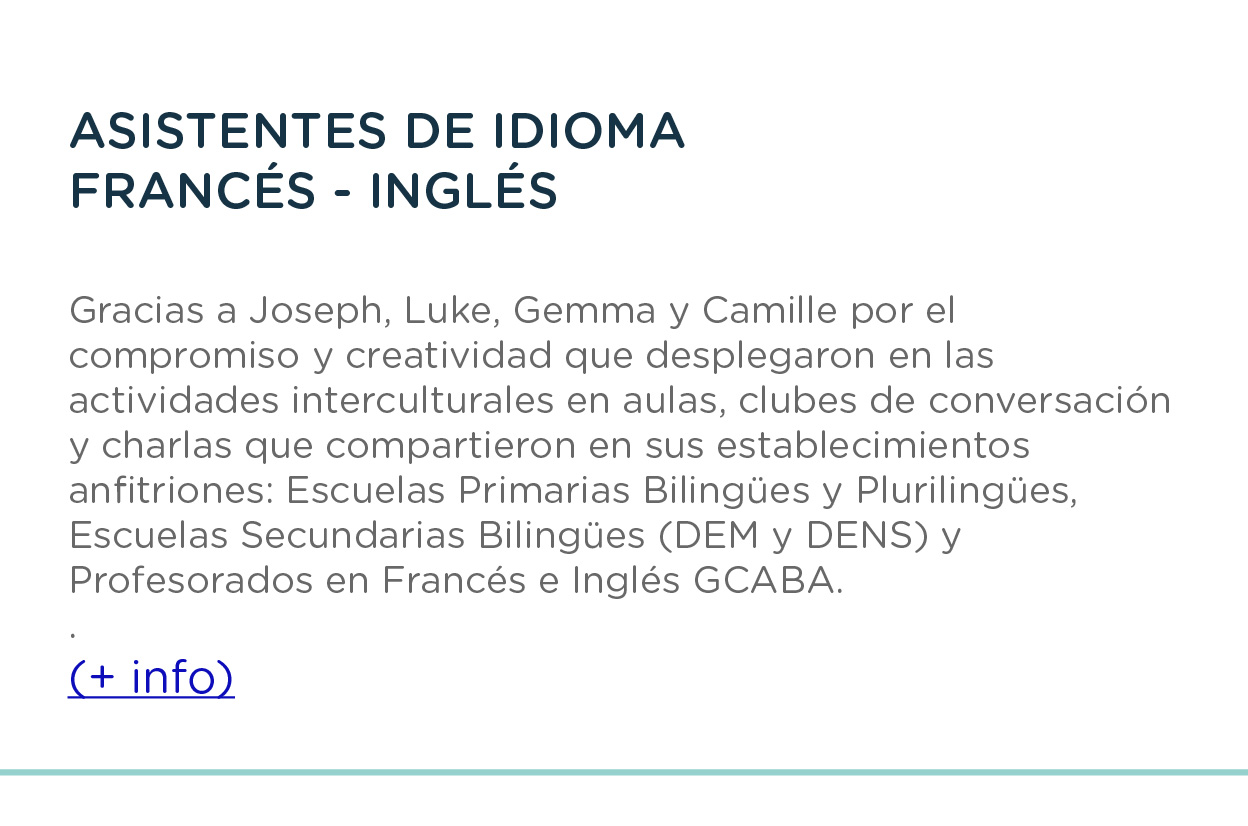 ASISTENTES DE IDIOMA
FRANCÉS - INGLÉS
Gracias a Joseph, Luke, Gemma y Camille por el
compromiso y creatividad que desplegaron en las
actividades interculturales en aulas, clubes de conversación
y charlas que compartieron en sus establecimientos
anfitriones: Escuelas Primarias Bilingües y Plurilingües,
Escuelas Secundarias Bilingües (DEM y DENS) y
Profesorados en Francés e Inglés GCABA.
.
(+ info)